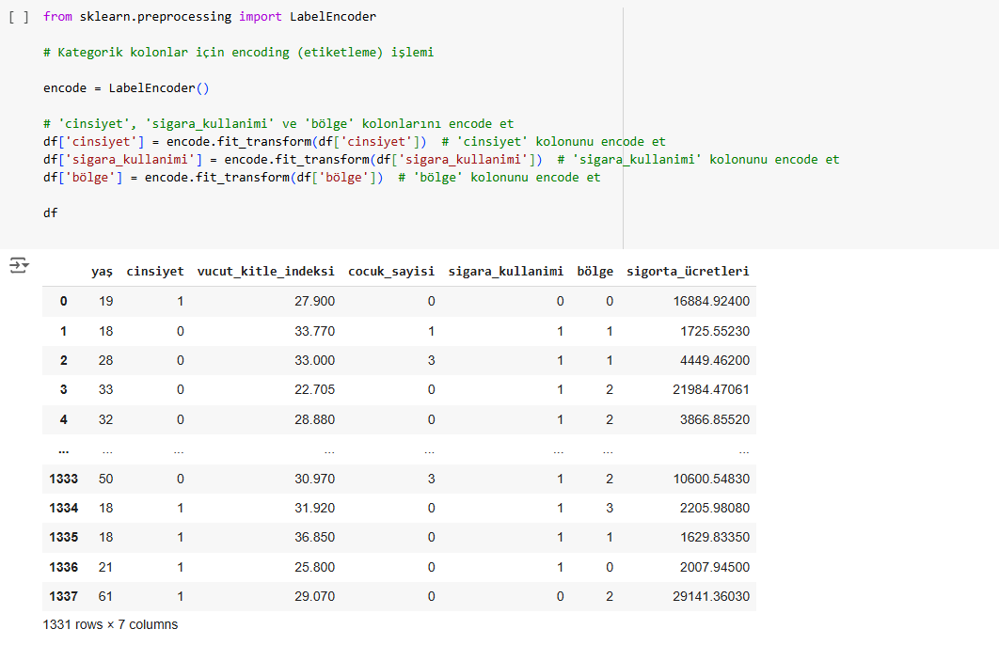 [ ] from sklearn.preprocessing import LabelEncoder
# Kategorik kolonlar için encoding (etiketleme) işlemi
encode = LabelEncoder()
# 'cinsiyet', 'sigara_kullanimi' ve 'bölge' kolonlarını encode et
df['cinsiyet'] = encode.fit_transform(df['cinsiyet'])  # 'cinsiyet' kolonunu encode et
df['sigara_kullanimi'] = encode.fit_transform(df['sigara_kullanimi'])  # 'sigara_kullanimi' kolonunu encode et
df['bölge'] = encode.fit_transform(df['bölge'])  # 'bölge' kolonunu encode et
df
yaş cinsiyet vucut_kitle_indeksi cocuk_sayisi sigara_kullanimi bölge sigorta_ücretleri
0 19 1 27.900 0 0 0 16884.92400
1 18 0 33.770 1 1 1 1725.55230
2 28 0 33.000 3 1 1 4449.46200
3 33 0 22.705 0 1 2 21984.47061
4 32 0 28.880 0 1 2 3866.85520
... ... ... ... ... ... ... ...
1333 50 0 30.970 3 1 2 10600.54830
1334 18 1 31.920 0 1 3 2205.98080
1335 18 1 36.850 0 1 1 1629.83350
1336 21 1 25.800 0 1 0 2007.94500
1337 61 1 29.070 0 0 2 29141.36030
1331 rows × 7 columns